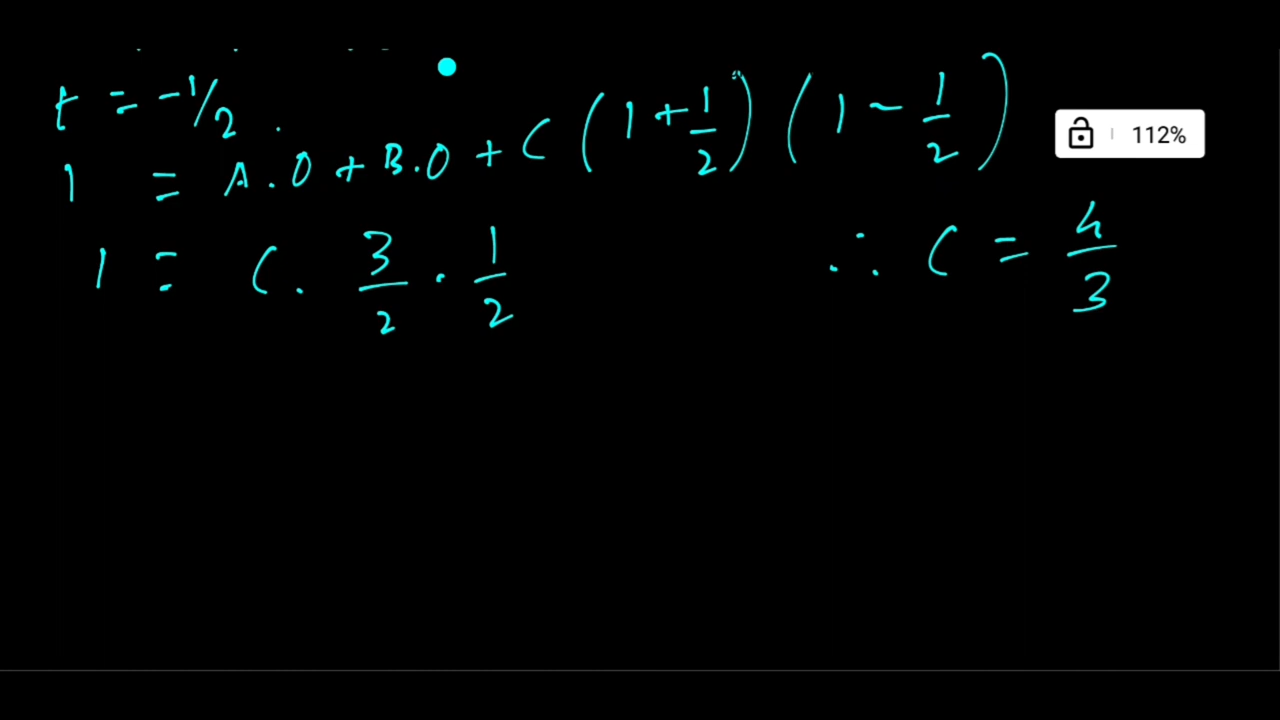 t = -1/2 .
1 = A.0 + B.0 + C (1 + 1/2) (1 - 1/2)
112%
1 = C. 3/2 . 1/2 ∴ C = 4/3